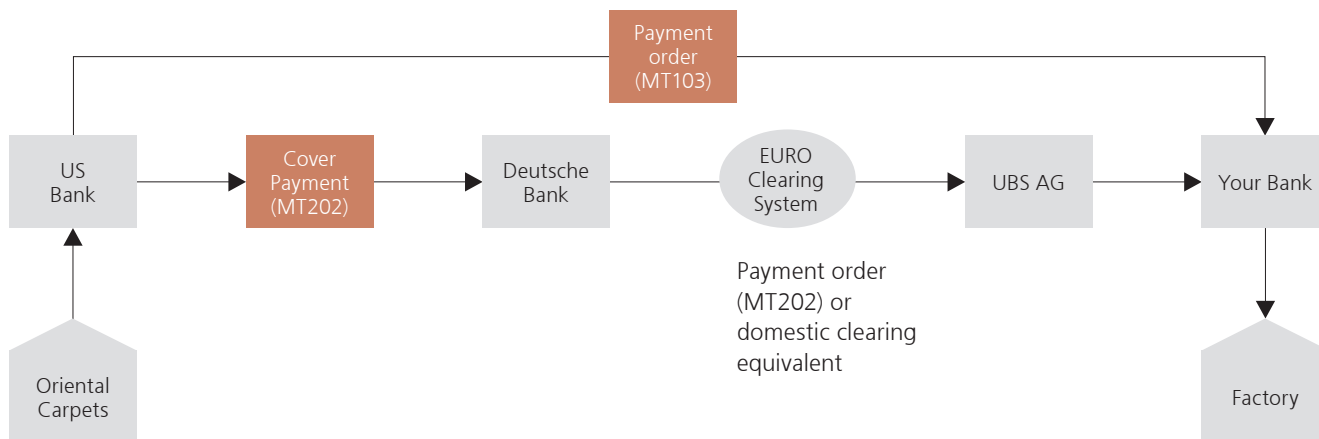 Payment
order
(MT103)
US
Bank
Cover
Payment
(MT202)
Deutsche
Bank
EURO
Clearing
System
UBS AG
Your Bank
Payment order
(MT202) or
domestic clearing
equivalent
Oriental
Carpets
Factory